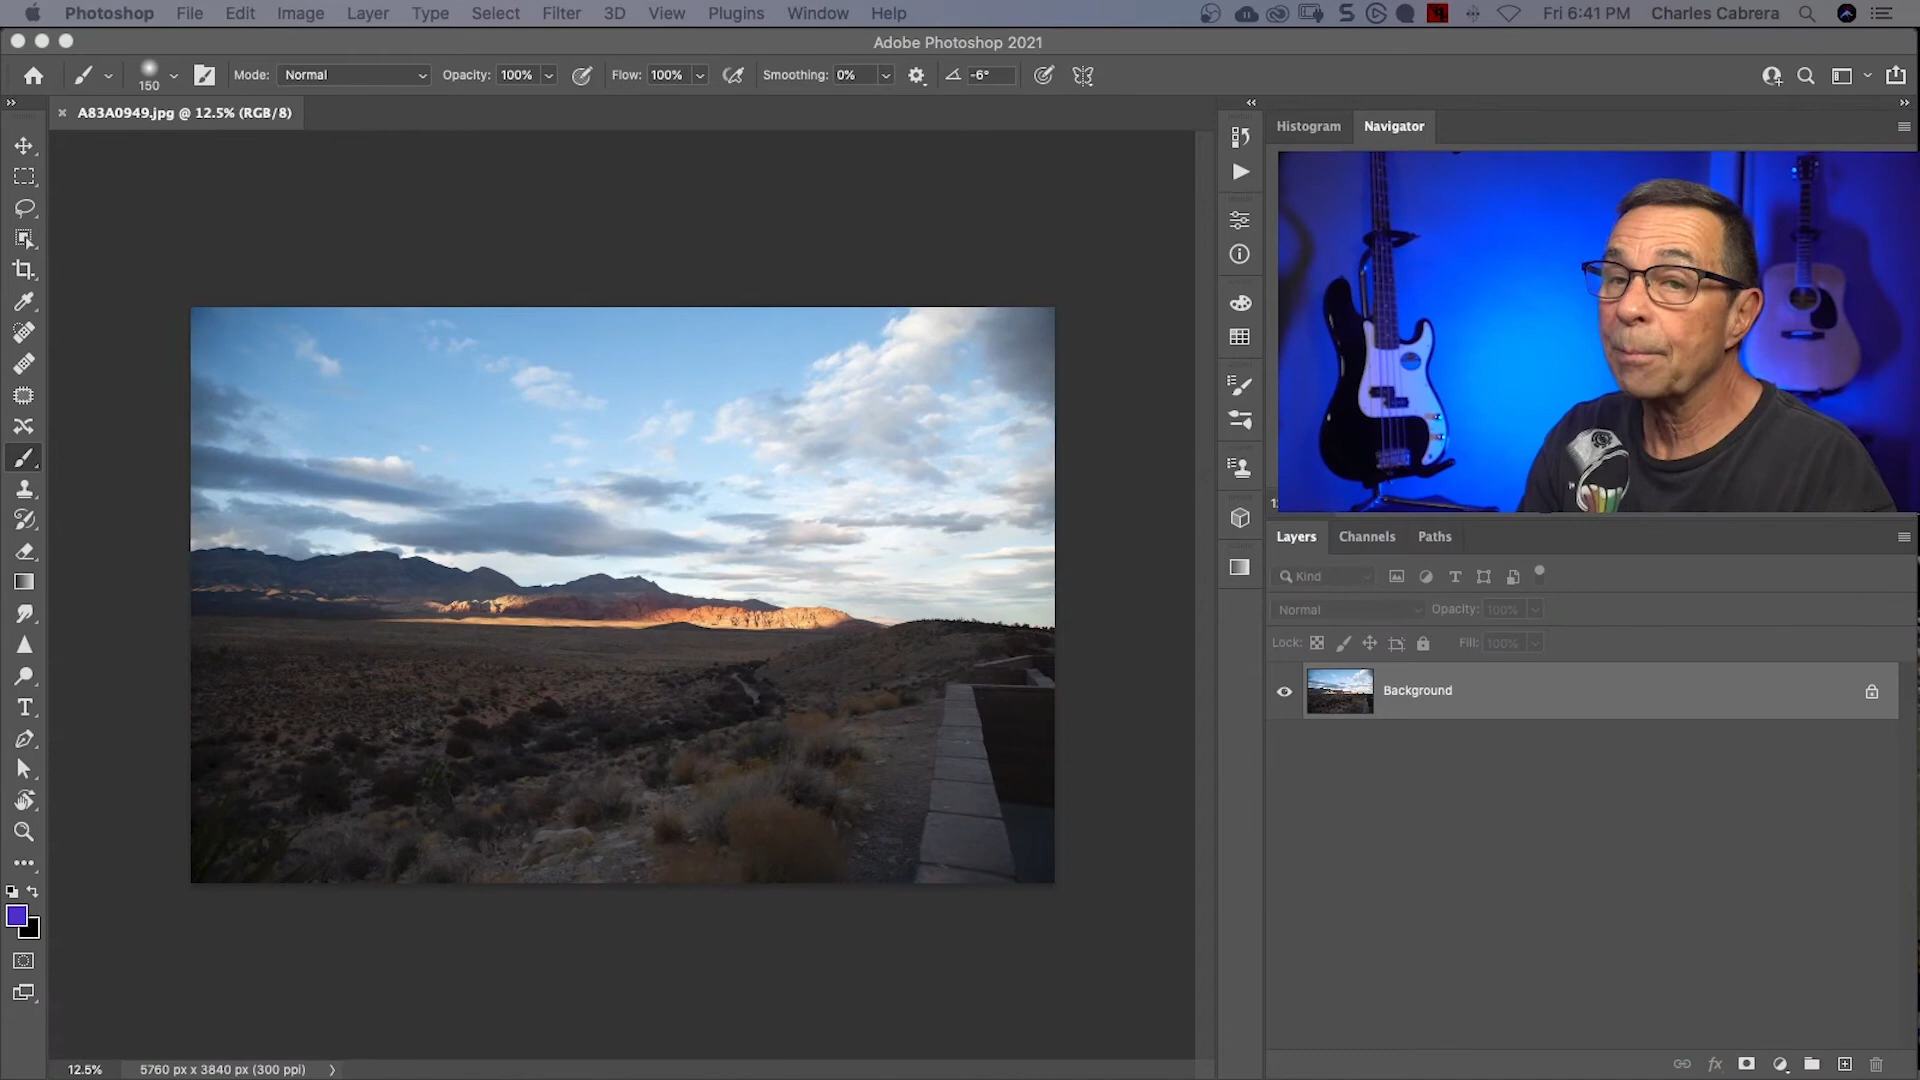 Photoshop File Edit Image Layer Type Select Filter 3D View Plugins Window Help Fri 6:41 PM Charles Cabrera
Adobe Photoshop 2021
150 Mode: Normal Opacity: 100% Flow: 100% Smoothing: 0% -6°
A83A0949.jpg @ 12.5% (RGB/8)
Histogram Navigator
Layers Channels Paths
Kind
Normal Opacity: 100%
Lock: Fill: 100%
Background
fx
12.5% 5760 px x 3840 px (300 ppi)